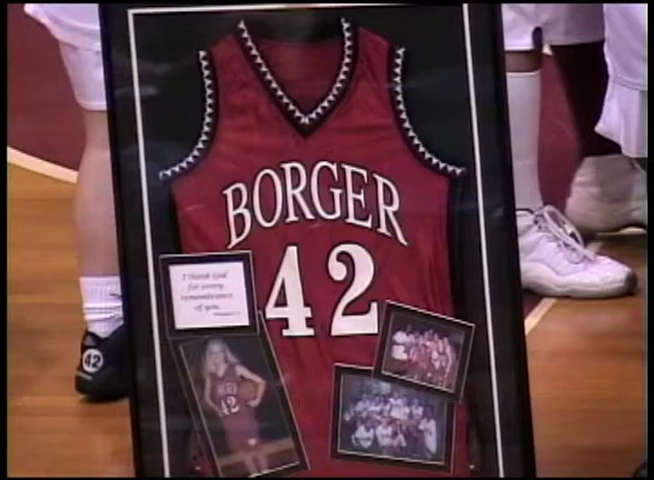 BORGER
42
I thank God
for every
remembrance
of you.
42
42